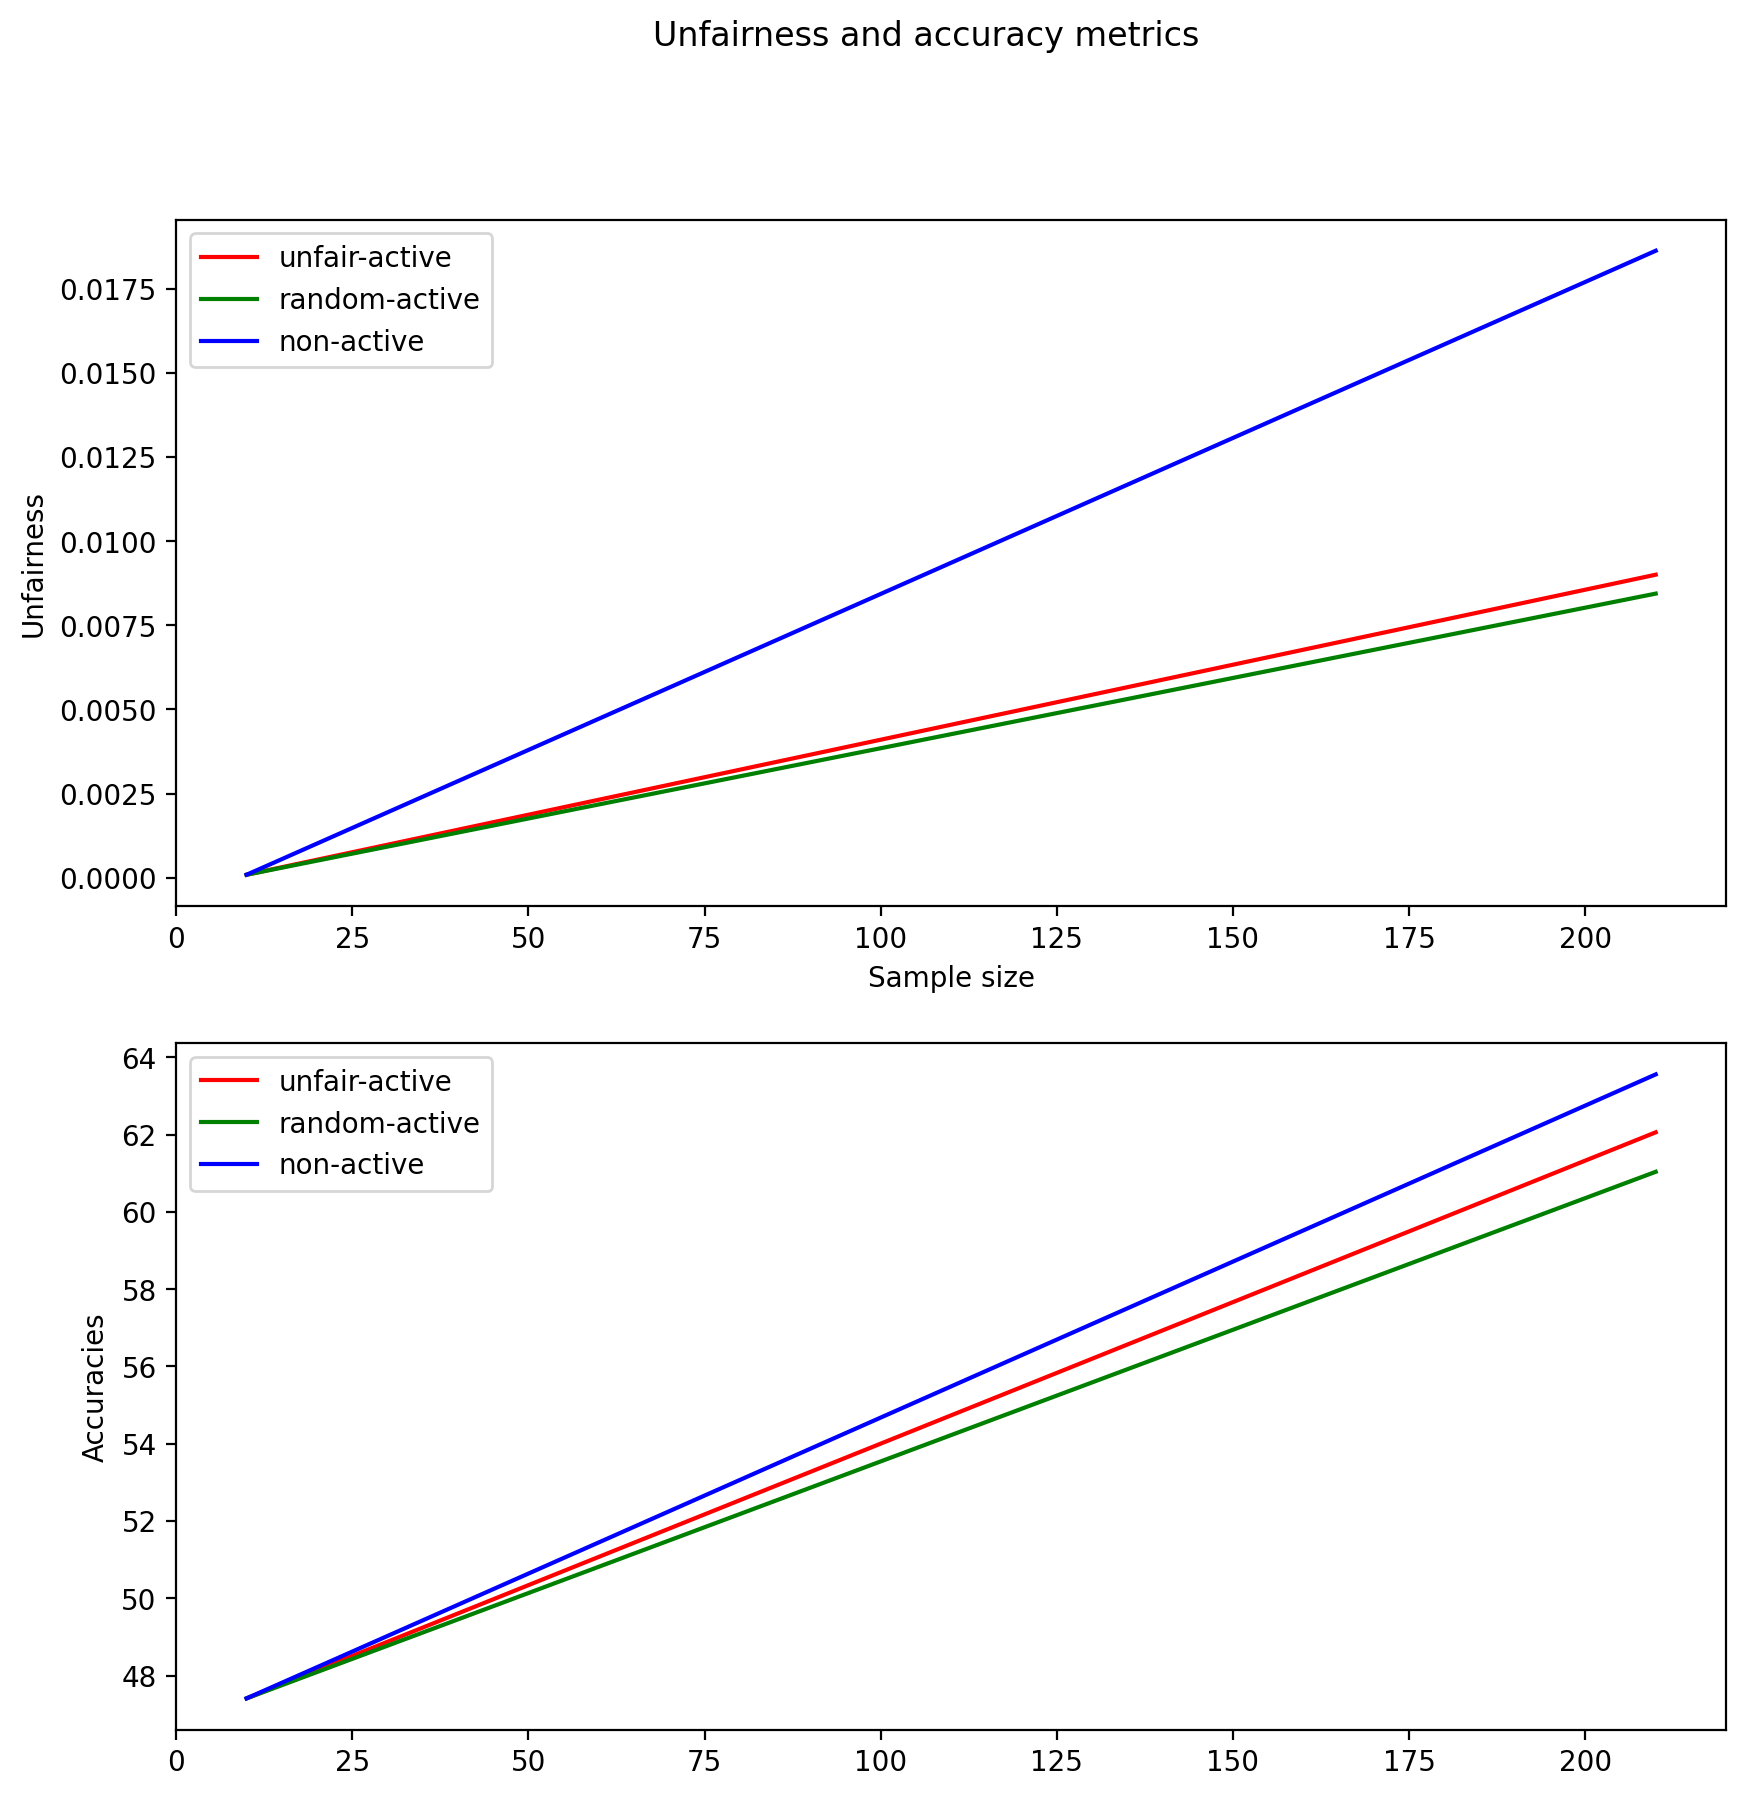 Unfairness and accuracy metrics
unfair-active
random-active
non-active
0.0175
0.0150
0.0125
0.0100
0.0075
0.0050
0.0025
0.0000
Unfairness
0 25 50 75 100 125 150 175 200
Sample size
unfair-active
random-active
non-active
64
62
60
58
56
54
52
50
48
Accuracies
0 25 50 75 100 125 150 175 200